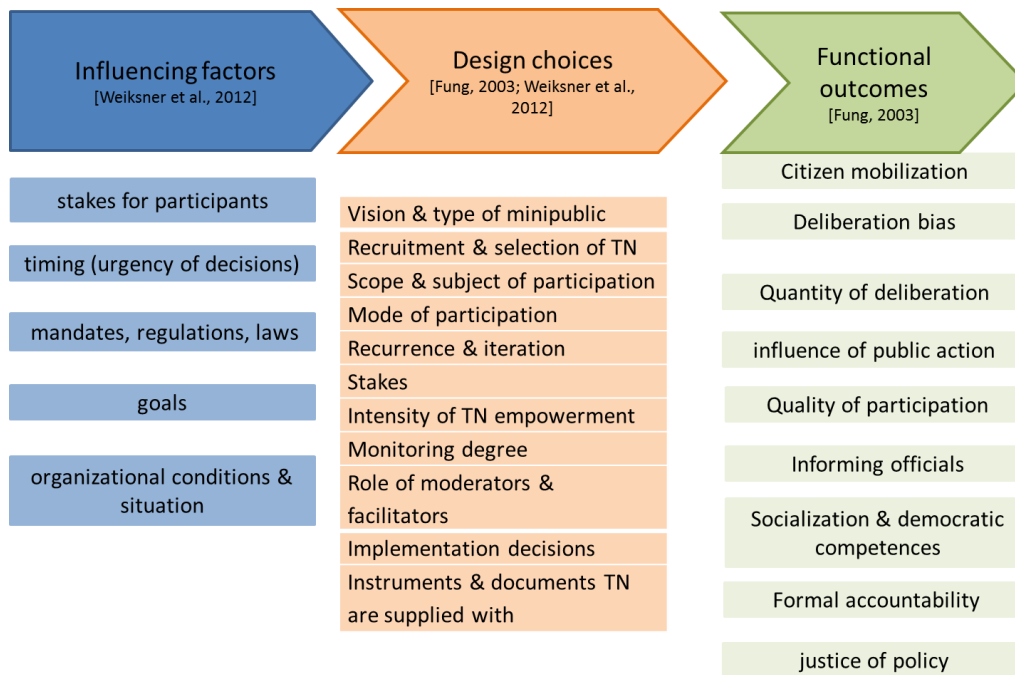 Influencing factors
[Weiksner et al., 2012]
stakes for participants
timing (urgency of decisions)
mandates, regulations, laws
goals
organizational conditions &
situation
Design choices
[Fung, 2003; Weiksner et al.,
2012]
Vision & type of minipublic
Recruitment & selection of TN
Scope & subject of participation
Mode of participation
Recurrence & iteration
Stakes
Intensity of TN empowerment
Monitoring degree
Role of moderators &
facilitators
Implementation decisions
Instruments & documents TN
are supplied with
Functional
outcomes
[Fung, 2003]
Citizen mobilization
Deliberation bias
Quantity of deliberation
influence of public action
Quality of participation
Informing officials
Socialization & democratic
competences
Formal accountability
justice of policy